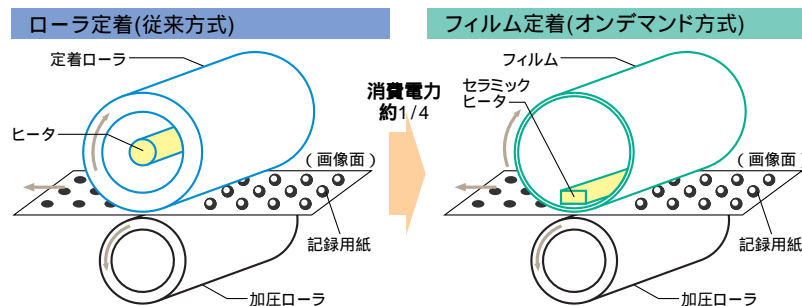 ローラ定着(従来方式)
定着ローラ
ヒータ
(画像面)
記録用紙
加圧ローラ
消費電力
約1/4
フィルム定着(オンデマンド方式)
フィルム
セラミック
ヒータ
(画像面)
記録用紙
加圧ローラ